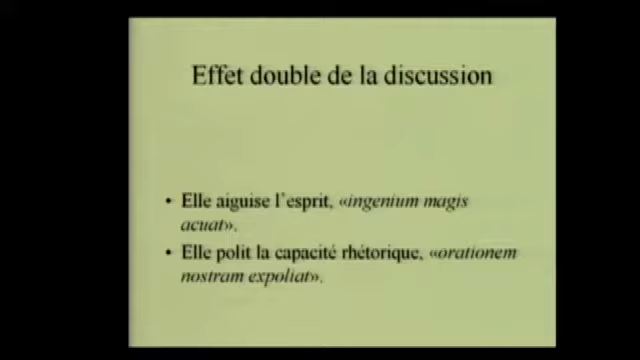 Effet double de la discussion
• Elle aiguise l'esprit, «ingenium magis
acuat».
• Elle polit la capacité rhétorique, «orationem
nostram expoliat».